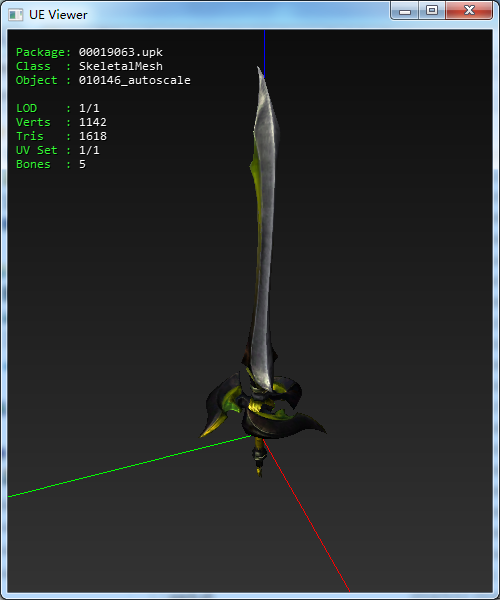 UE Viewer
Package: 00019063.upk
Class : SkeletalMesh
Object : 010146_autoscale
LOD : 1/1
Verts : 1142
Tris : 1618
UV Set : 1/1
Bones : 5